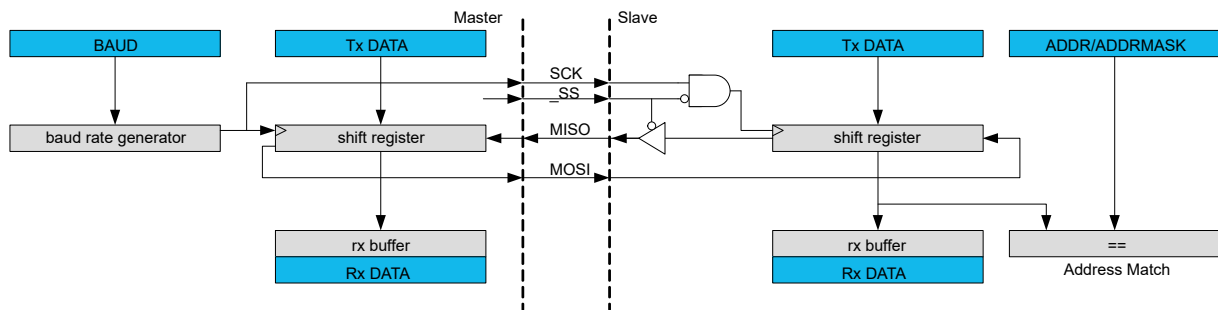 Master
Slave
BAUD
Tx DATA
Tx DATA
ADDR/ADDRMASK
SCK
_SS
baud rate generator
shift register
MISO
shift register
MOSI
rx buffer
rx buffer
==
Rx DATA
Rx DATA
Address Match